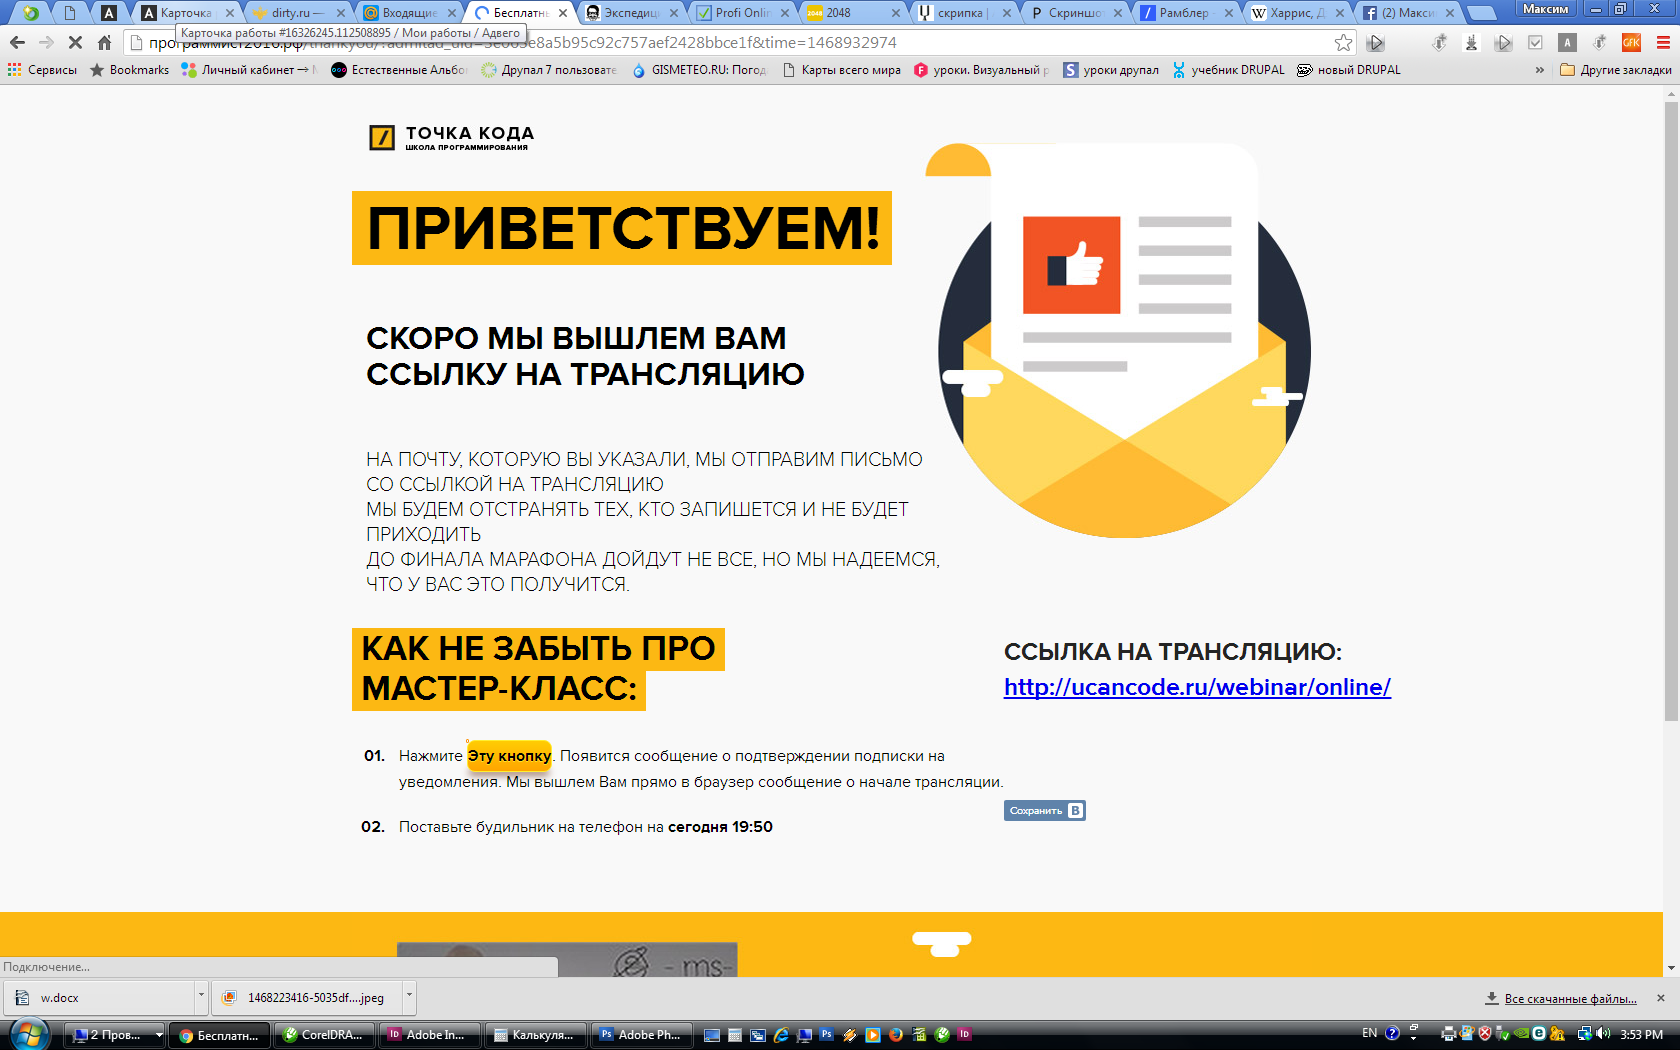 Максим
Карточка
dirty.ru —
Входящие
Бесплатн
Экспедиц
Profi Onlin
2048
скрипка |
Скриншо
Рамблер
Харрис, Д
(2) Макси
Карточка работы #16326245.112508895 / Мои работы / Адвего
Сервисы
Bookmarks
Личный кабинет →
Естественные Альбо
Друпал 7 пользовате
GISMETEO.RU: Погод
Карты всего мира
уроки. Визуальный р
уроки друпал
учебник DRUPAL
новый DRUPAL
»
Другие закладки
ТОЧКА КОДА
ШКОЛА ПРОГРАММИРОВАНИЯ
ПРИВЕТСТВУЕМ!
СКОРО МЫ ВЫШЛЕМ ВАМ
ССЫЛКУ НА ТРАНСЛЯЦИЮ
НА ПОЧТУ, КОТОРУЮ ВЫ УКАЗАЛИ, МЫ ОТПРАВИМ ПИСЬМО
СО ССЫЛКОЙ НА ТРАНСЛЯЦИЮ
МЫ БУДЕМ ОТСТРАНЯТЬ ТЕХ, КТО ЗАПИШЕТСЯ И НЕ БУДЕТ
ПРИХОДИТЬ
ДО ФИНАЛА МАРАФОНА ДОЙДУТ НЕ ВСЕ, НО МЫ НАДЕЕМСЯ,
ЧТО У ВАС ЭТО ПОЛУЧИТСЯ.
КАК НЕ ЗАБЫТЬ ПРО
МАСТЕР-КЛАСС:
ССЫЛКА НА ТРАНСЛЯЦИЮ:
http://ucancode.ru/webinar/online/
01. Нажмите Эту кнопку. Появится сообщение о подтверждении подписки на
уведомления. Мы вышлем Вам прямо в браузер сообщение о начале трансляции.
Сохранить B
02. Поставьте будильник на телефон на сегодня 19:50
- ms-
Подключение...
w.docx
1468223416-5035df....jpeg
Все скачанные файлы...
2 Пров...
Бесплатн...
CorelDRA...
Adobe In...
Калькуля...
Adobe Ph...
EN
3:53 PM